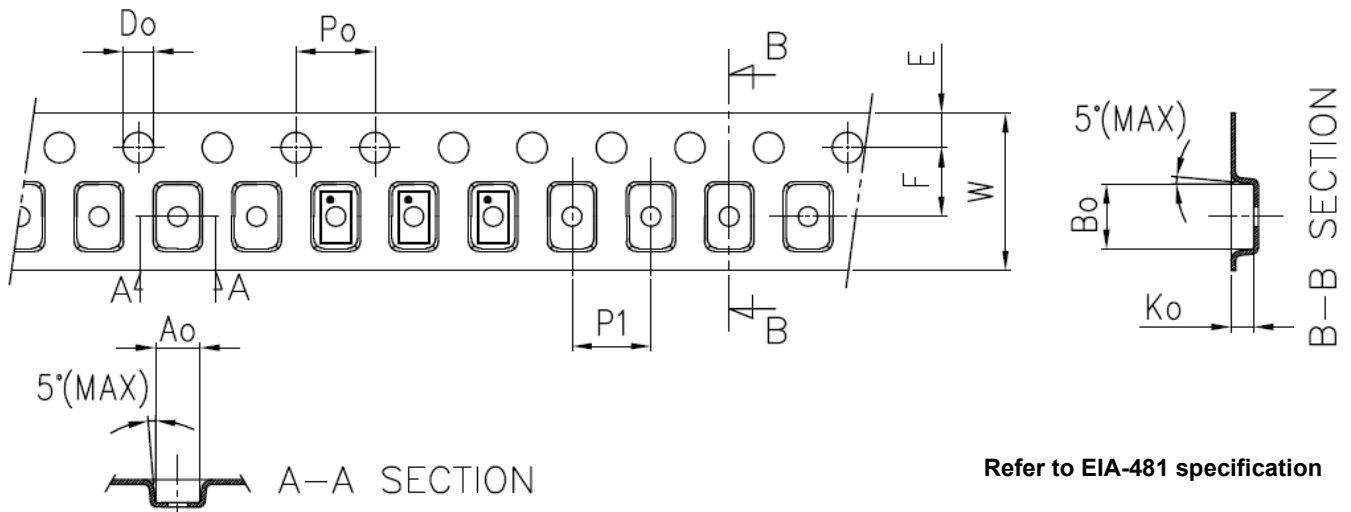 Do
Po
B
E
5°(MAX)
F
W
Bo
B-B SECTION
A
A
Ko
P1
B
Ao
5°(MAX)
A-A SECTION
Refer to EIA-481 specification